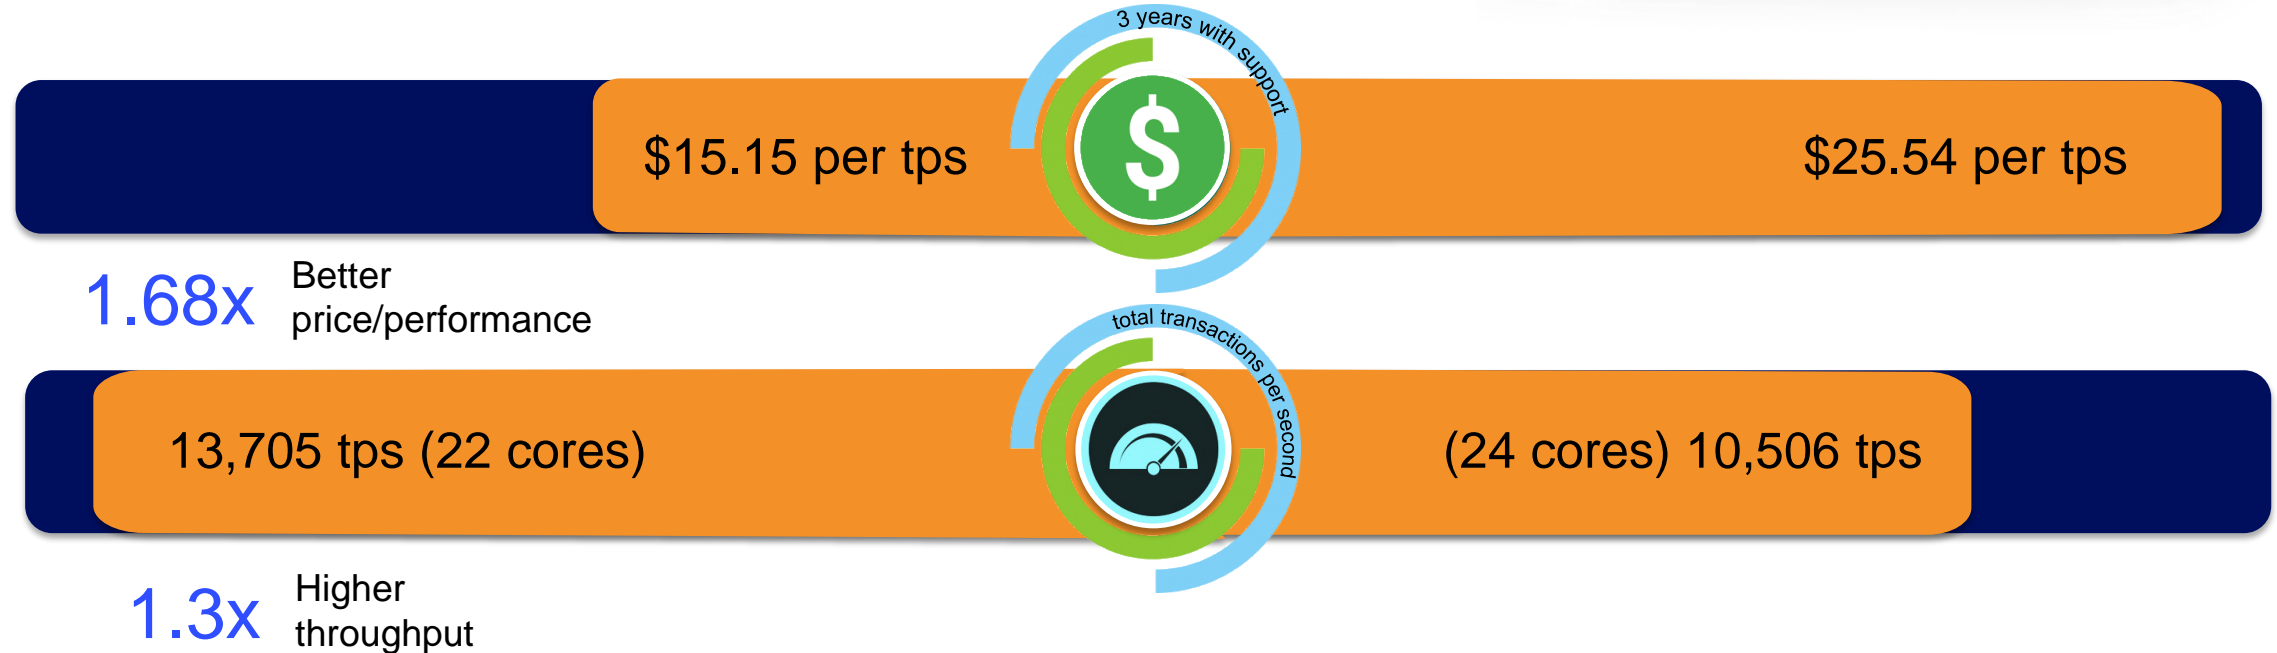 3 years with support
$15.15 per tps
$
$25.54 per tps
1.68x
Better
price/performance
total transactions per second
13,705 tps (22 cores)
(24 cores) 10,506 tps
1.3x
Higher
throughput